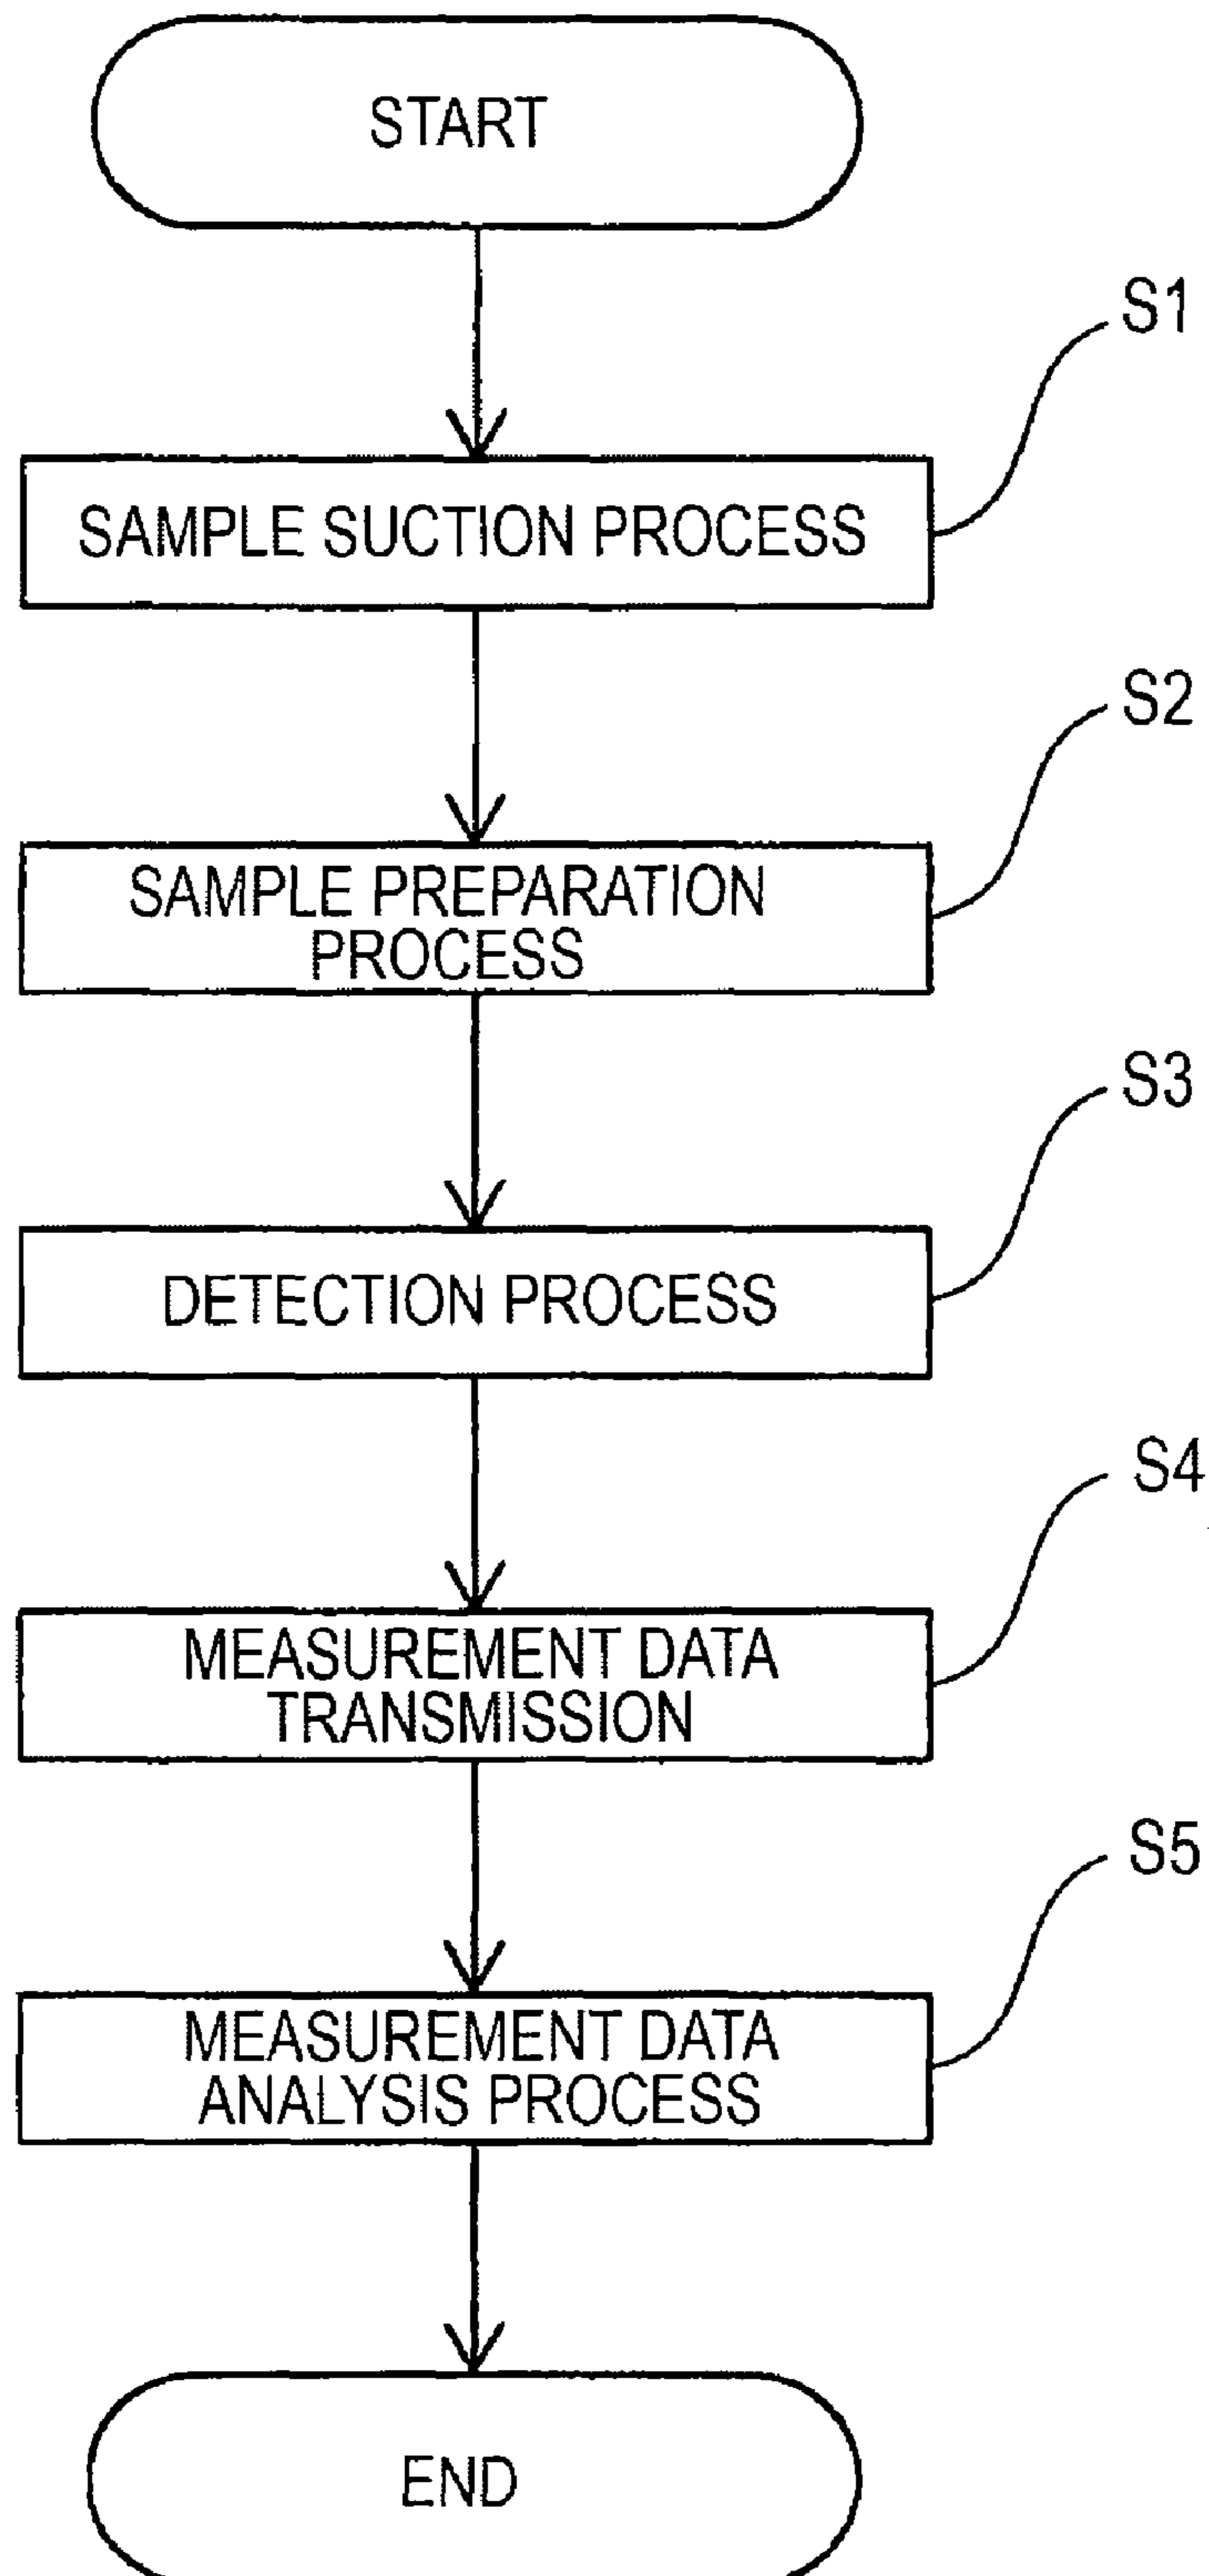 START
S1
SAMPLE SUCTION PROCESS
S2
SAMPLE PREPARATION
PROCESS
S3
DETECTION PROCESS
S4
MEASUREMENT DATA
TRANSMISSION
S5
MEASUREMENT DATA
ANALYSIS PROCESS
END